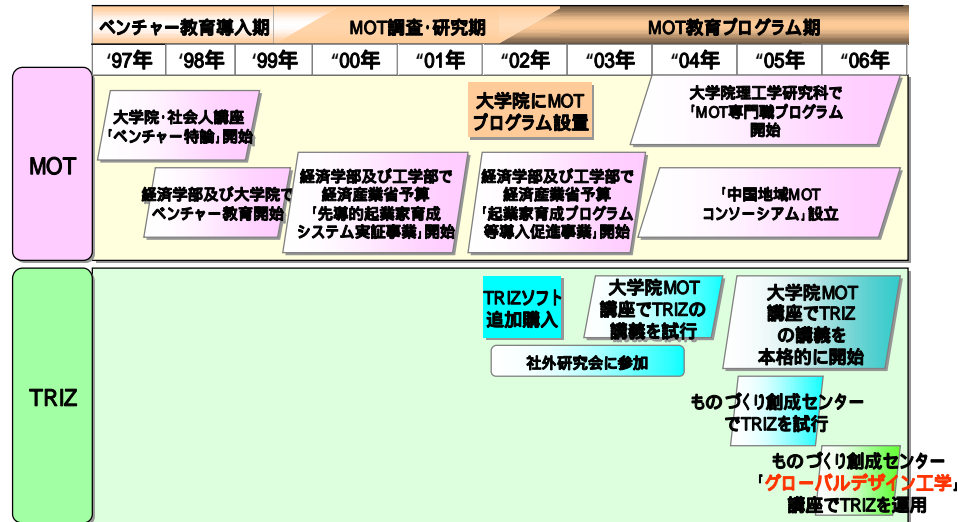 ベンチャー教育導入期
MOT調査・研究期
MOT教育プログラム期
‘97年
‘98年
‘99年
“00年
“01年
“02年
“03年
“04年
“05年
“06年
MOT
大学院・社会人講座
「ベンチャー特論」開始
経済学部及び大学院で
ベンチャー教育開始
経済学部及び工学部で
経済産業省予算
「先導的起業家育成
システム実証事業」開始
大学院にMOT
プログラム設置
経済学部及び工学部で
経済産業省予算
「起業家育成プログラム
等導入促進事業」開始
大学院理工学研究科で
「MOT専門職プログラム
開始
「中国地域MOT
コンソーシアム」設立
TRIZ
TRIZソフト
追加購入
大学院MOT
講座でTRIZの
講義を試行
社外研究会に参加
大学院MOT
講座でTRIZ
の講義を
本格的に開始
ものづくり創成センター
でTRIZを試行
ものづくり創成センター
「グローバルデザイン工学」
講座でTRIZを運用